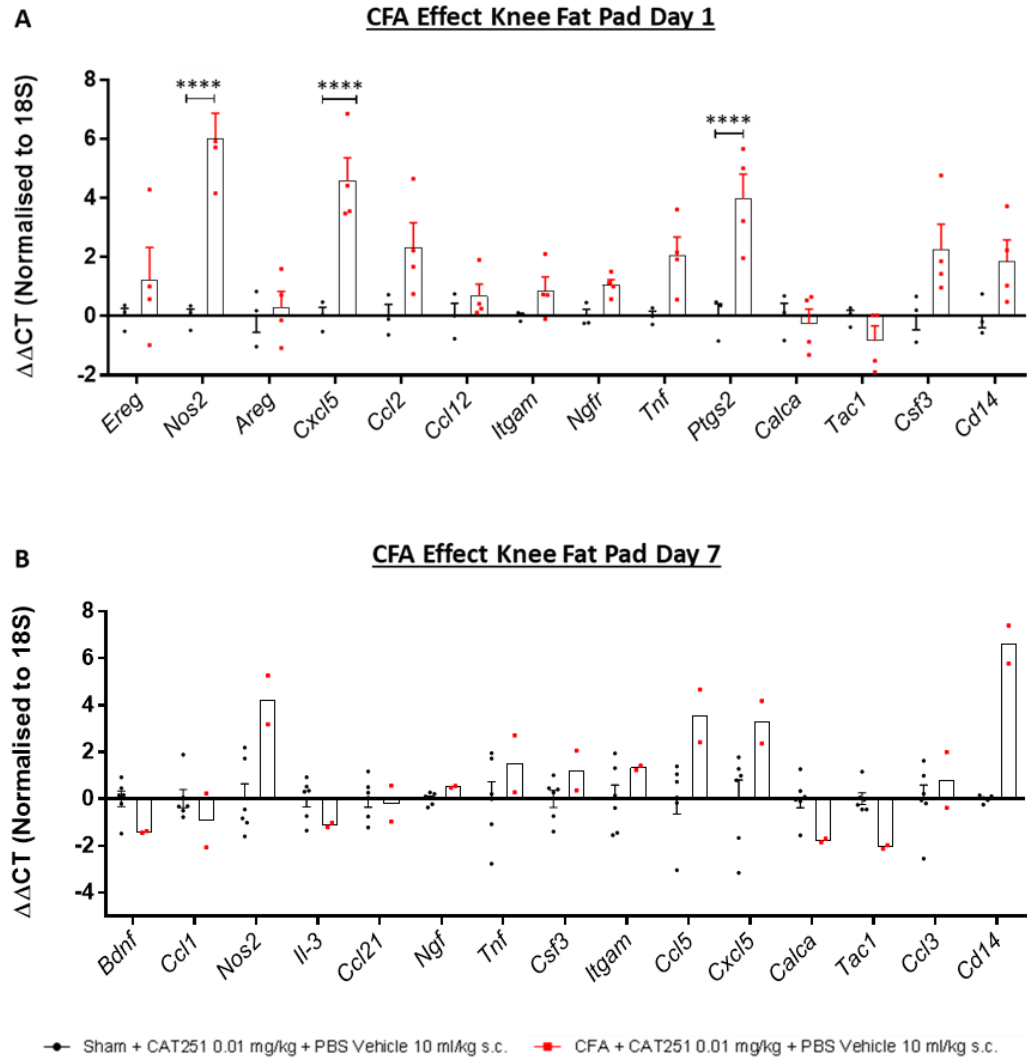 A
CFA Effect Knee Fat Pad Day 1
ΔΔCT (Normalised to 18S)
8
6
4
2
0
-2
**** **** ****
Ereg Nos2 Areg Cxcl5 Ccl2 Ccl12 Itgam Ngfr Tnf Ptgs2 Calca Tac1 Csf3 Cd14
B
CFA Effect Knee Fat Pad Day 7
ΔΔCT (Normalised to 18S)
8
6
4
2
0
-2
-4
Bdnf Ccl1 Nos2 Il-3 Ccl21 Ngf Tnf Csf3 Itgam Ccl5 Cxcl5 Calca Tac1 Ccl3 Cd14
Sham + CAT251 0.01 mg/kg + PBS Vehicle 10 ml/kg s.c. CFA + CAT251 0.01 mg/kg + PBS Vehicle 10 ml/kg s.c.